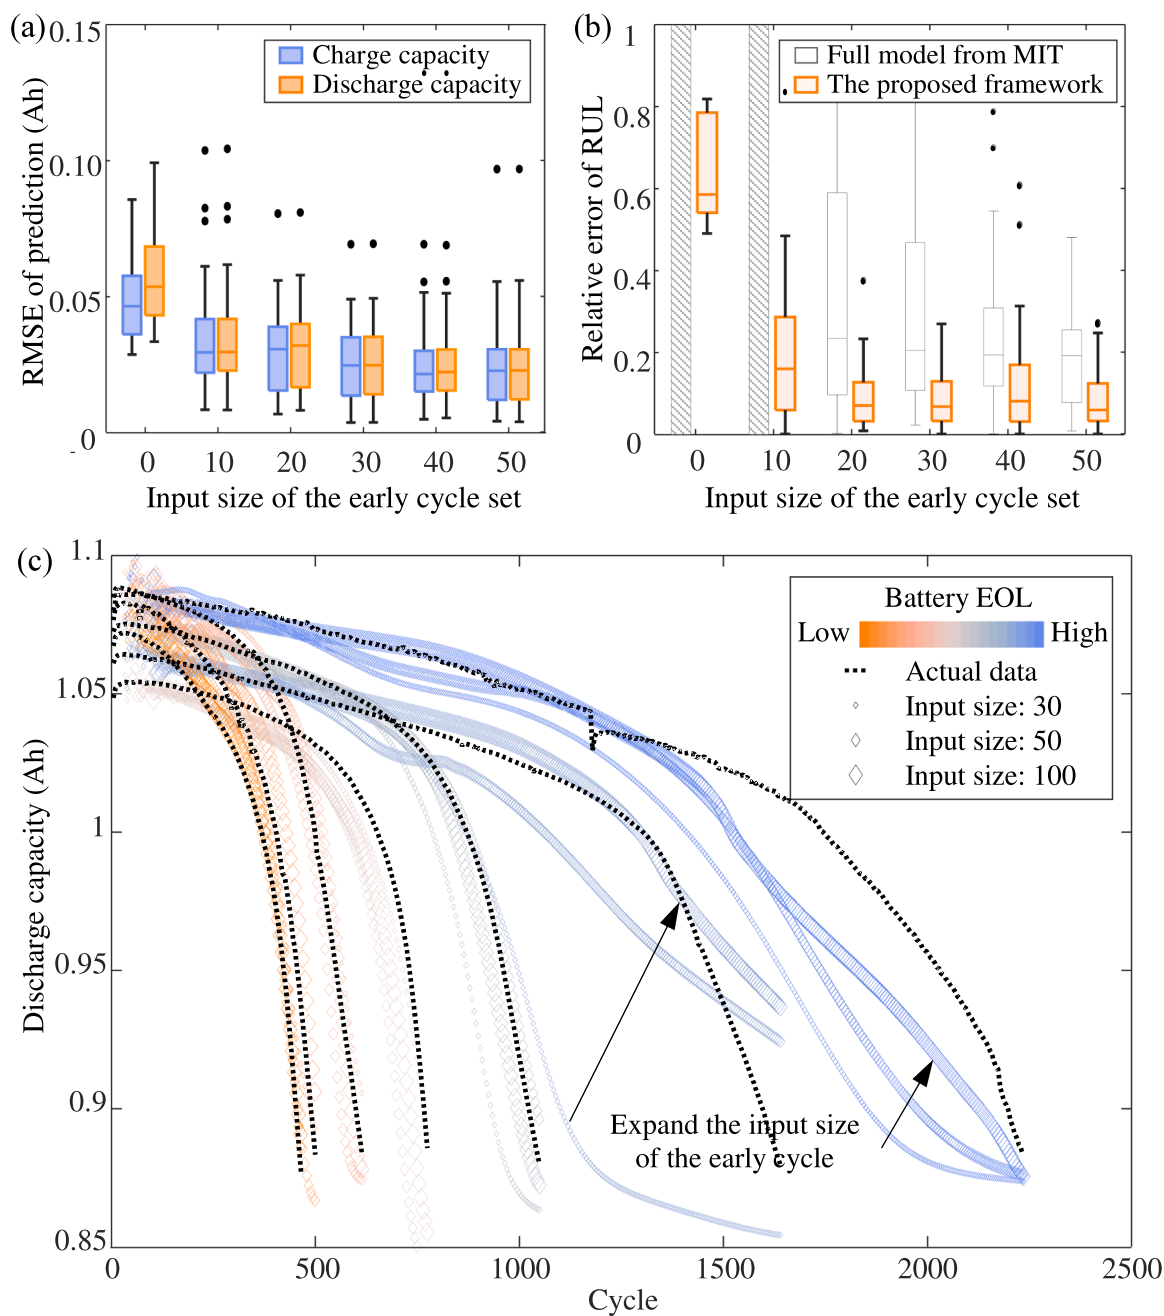 (a)
0.15
0.10
0.05
0
-
RMSE of prediction (Ah)
Charge capacity
Discharge capacity
0 10 20 30 40 50
Input size of the early cycle set
(b)
1
0.8
0.6
0.4
0.2
0
Relative error of RUL
Full model from MIT
The proposed framework
0 10 20 30 40 50
Input size of the early cycle set
(c)
1.1
1.05
1
0.95
0.9
0.85
Discharge capacity (Ah)
Battery EOL
Low High
Actual data
Input size: 30
Input size: 50
Input size: 100
Expand the input size
of the early cycle
0 500 1000 1500 2000 2500
Cycle